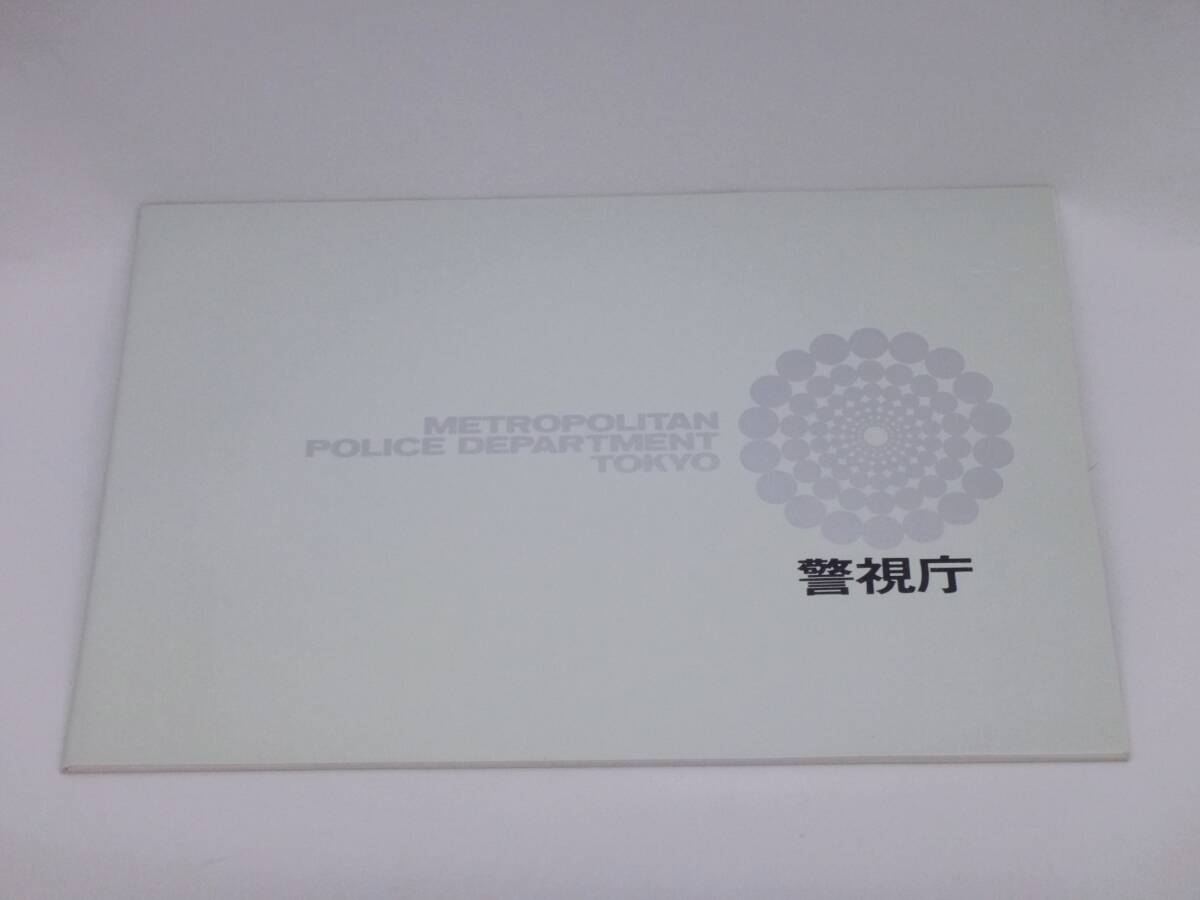 METROPOLITAN
POLICE DEPARTMENT
TOKYO
警視庁